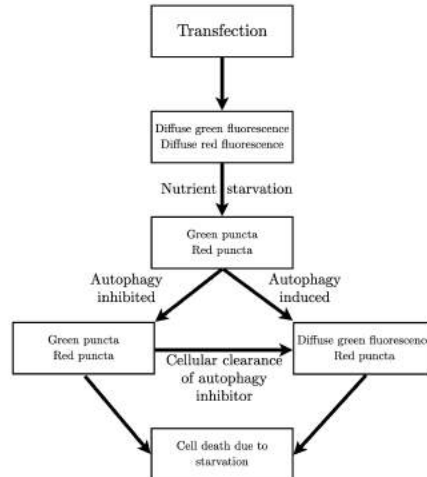 Transfection
Diffuse green fluorescence
Diffuse red fluorescence
Nutrient starvation
Green puncta
Red puncta
Autophagy
inhibited
Autophagy
induced
Green puncta
Red puncta
Cellular clearance
of autophagy
inhibitor
Diffuse green fluorescence
Red puncta
Cell death due to
starvation